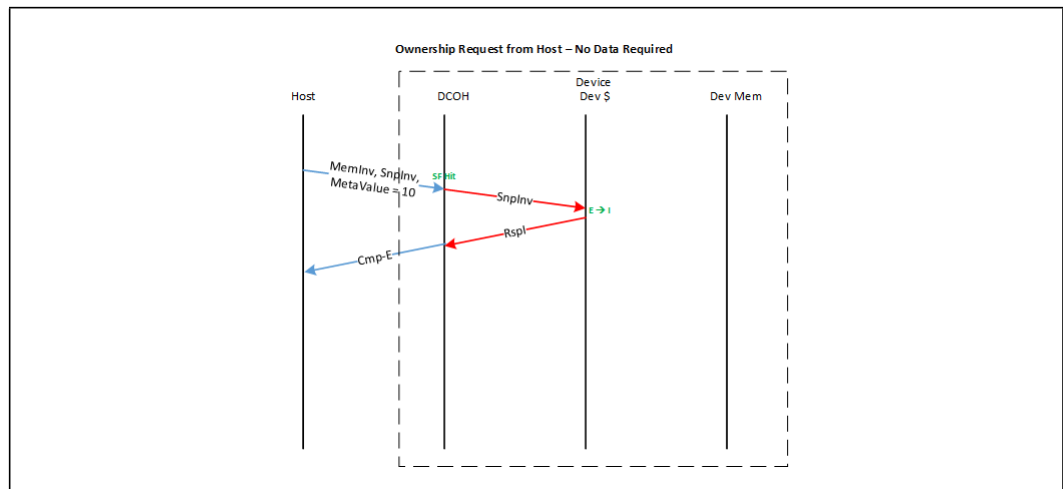 Ownership Request from Host – No Data Required
Device
Host
DCOH
Dev $
Dev Mem
MemInv, SnpInv,
MetaValue = 10
SF Hit
SnpInv
E → I
RspI
Cmp-E